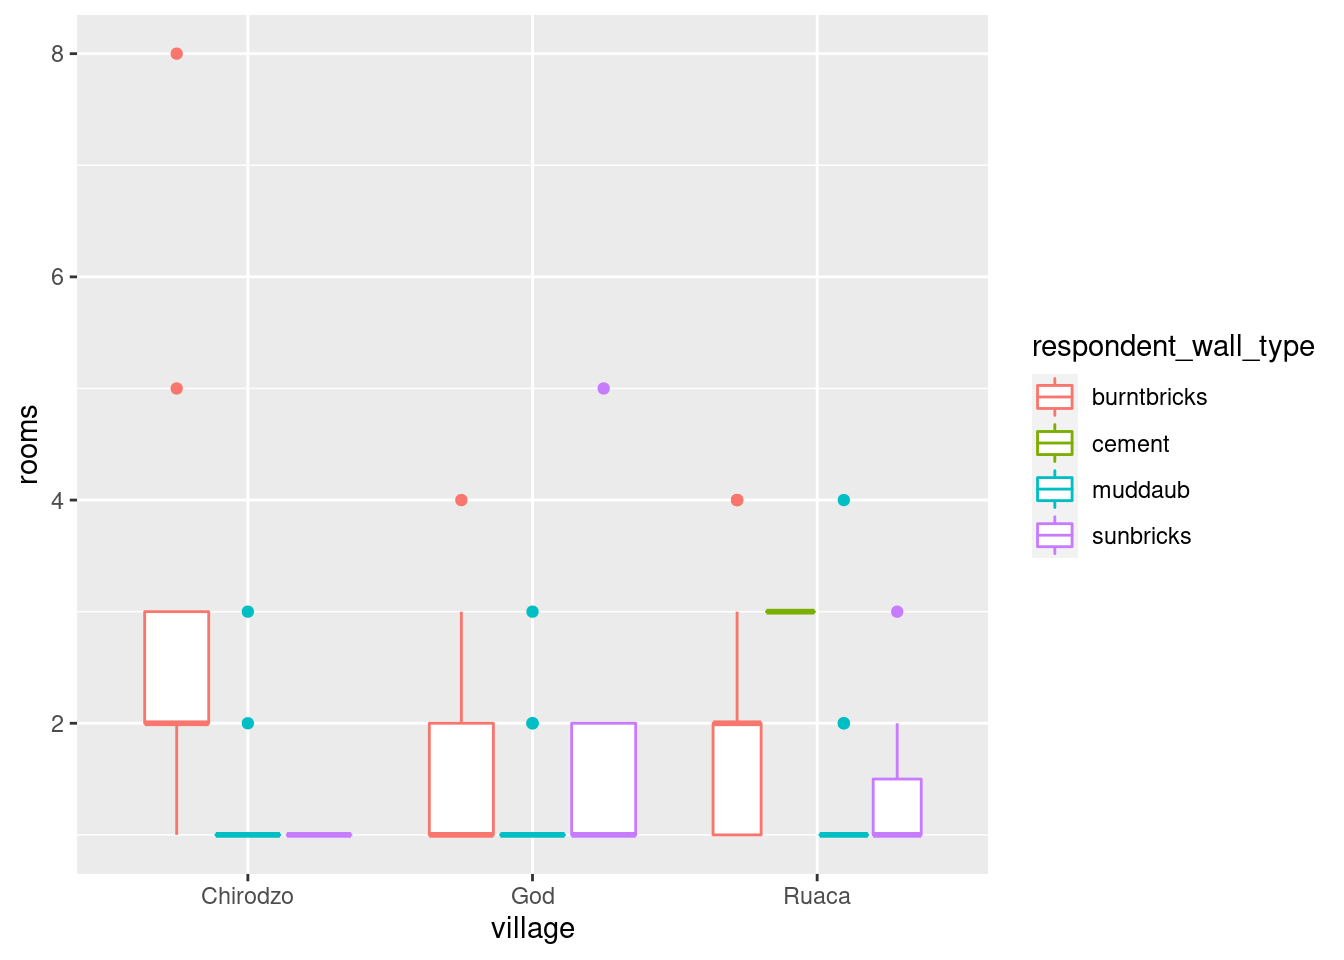 8
6
4
2
rooms
Chirodzo
God
Ruaca
village
respondent_wall_type
burntbricks
cement
muddaub
sunbricks